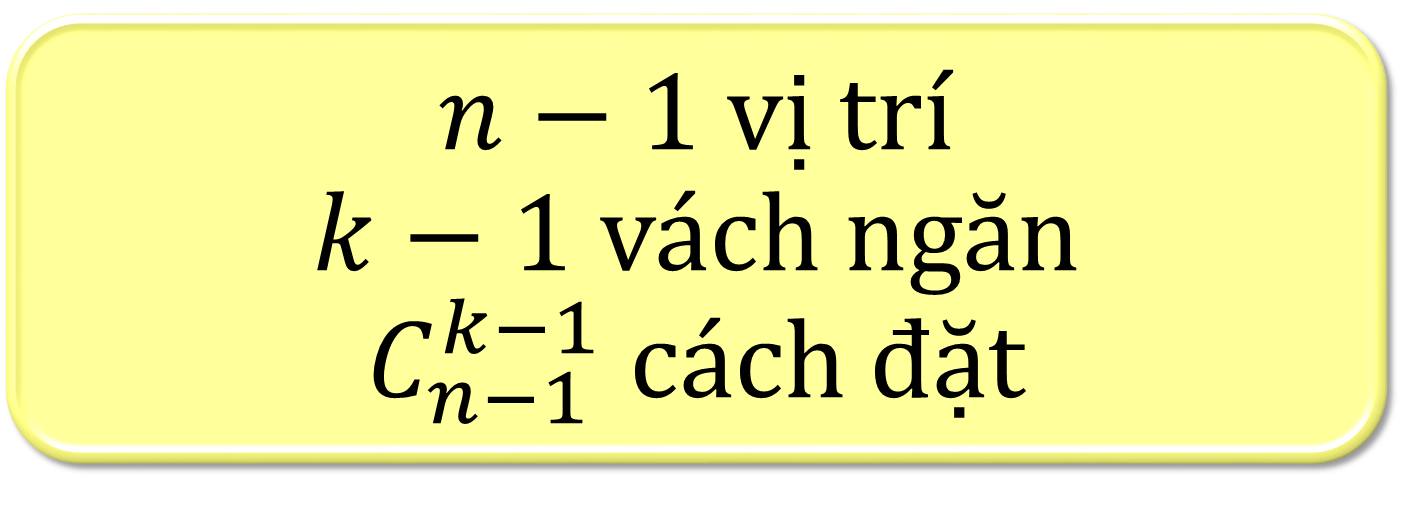 n − 1 vị trí
k − 1 vách ngăn
$C_{n-1}^{k-1}$ cách đặt